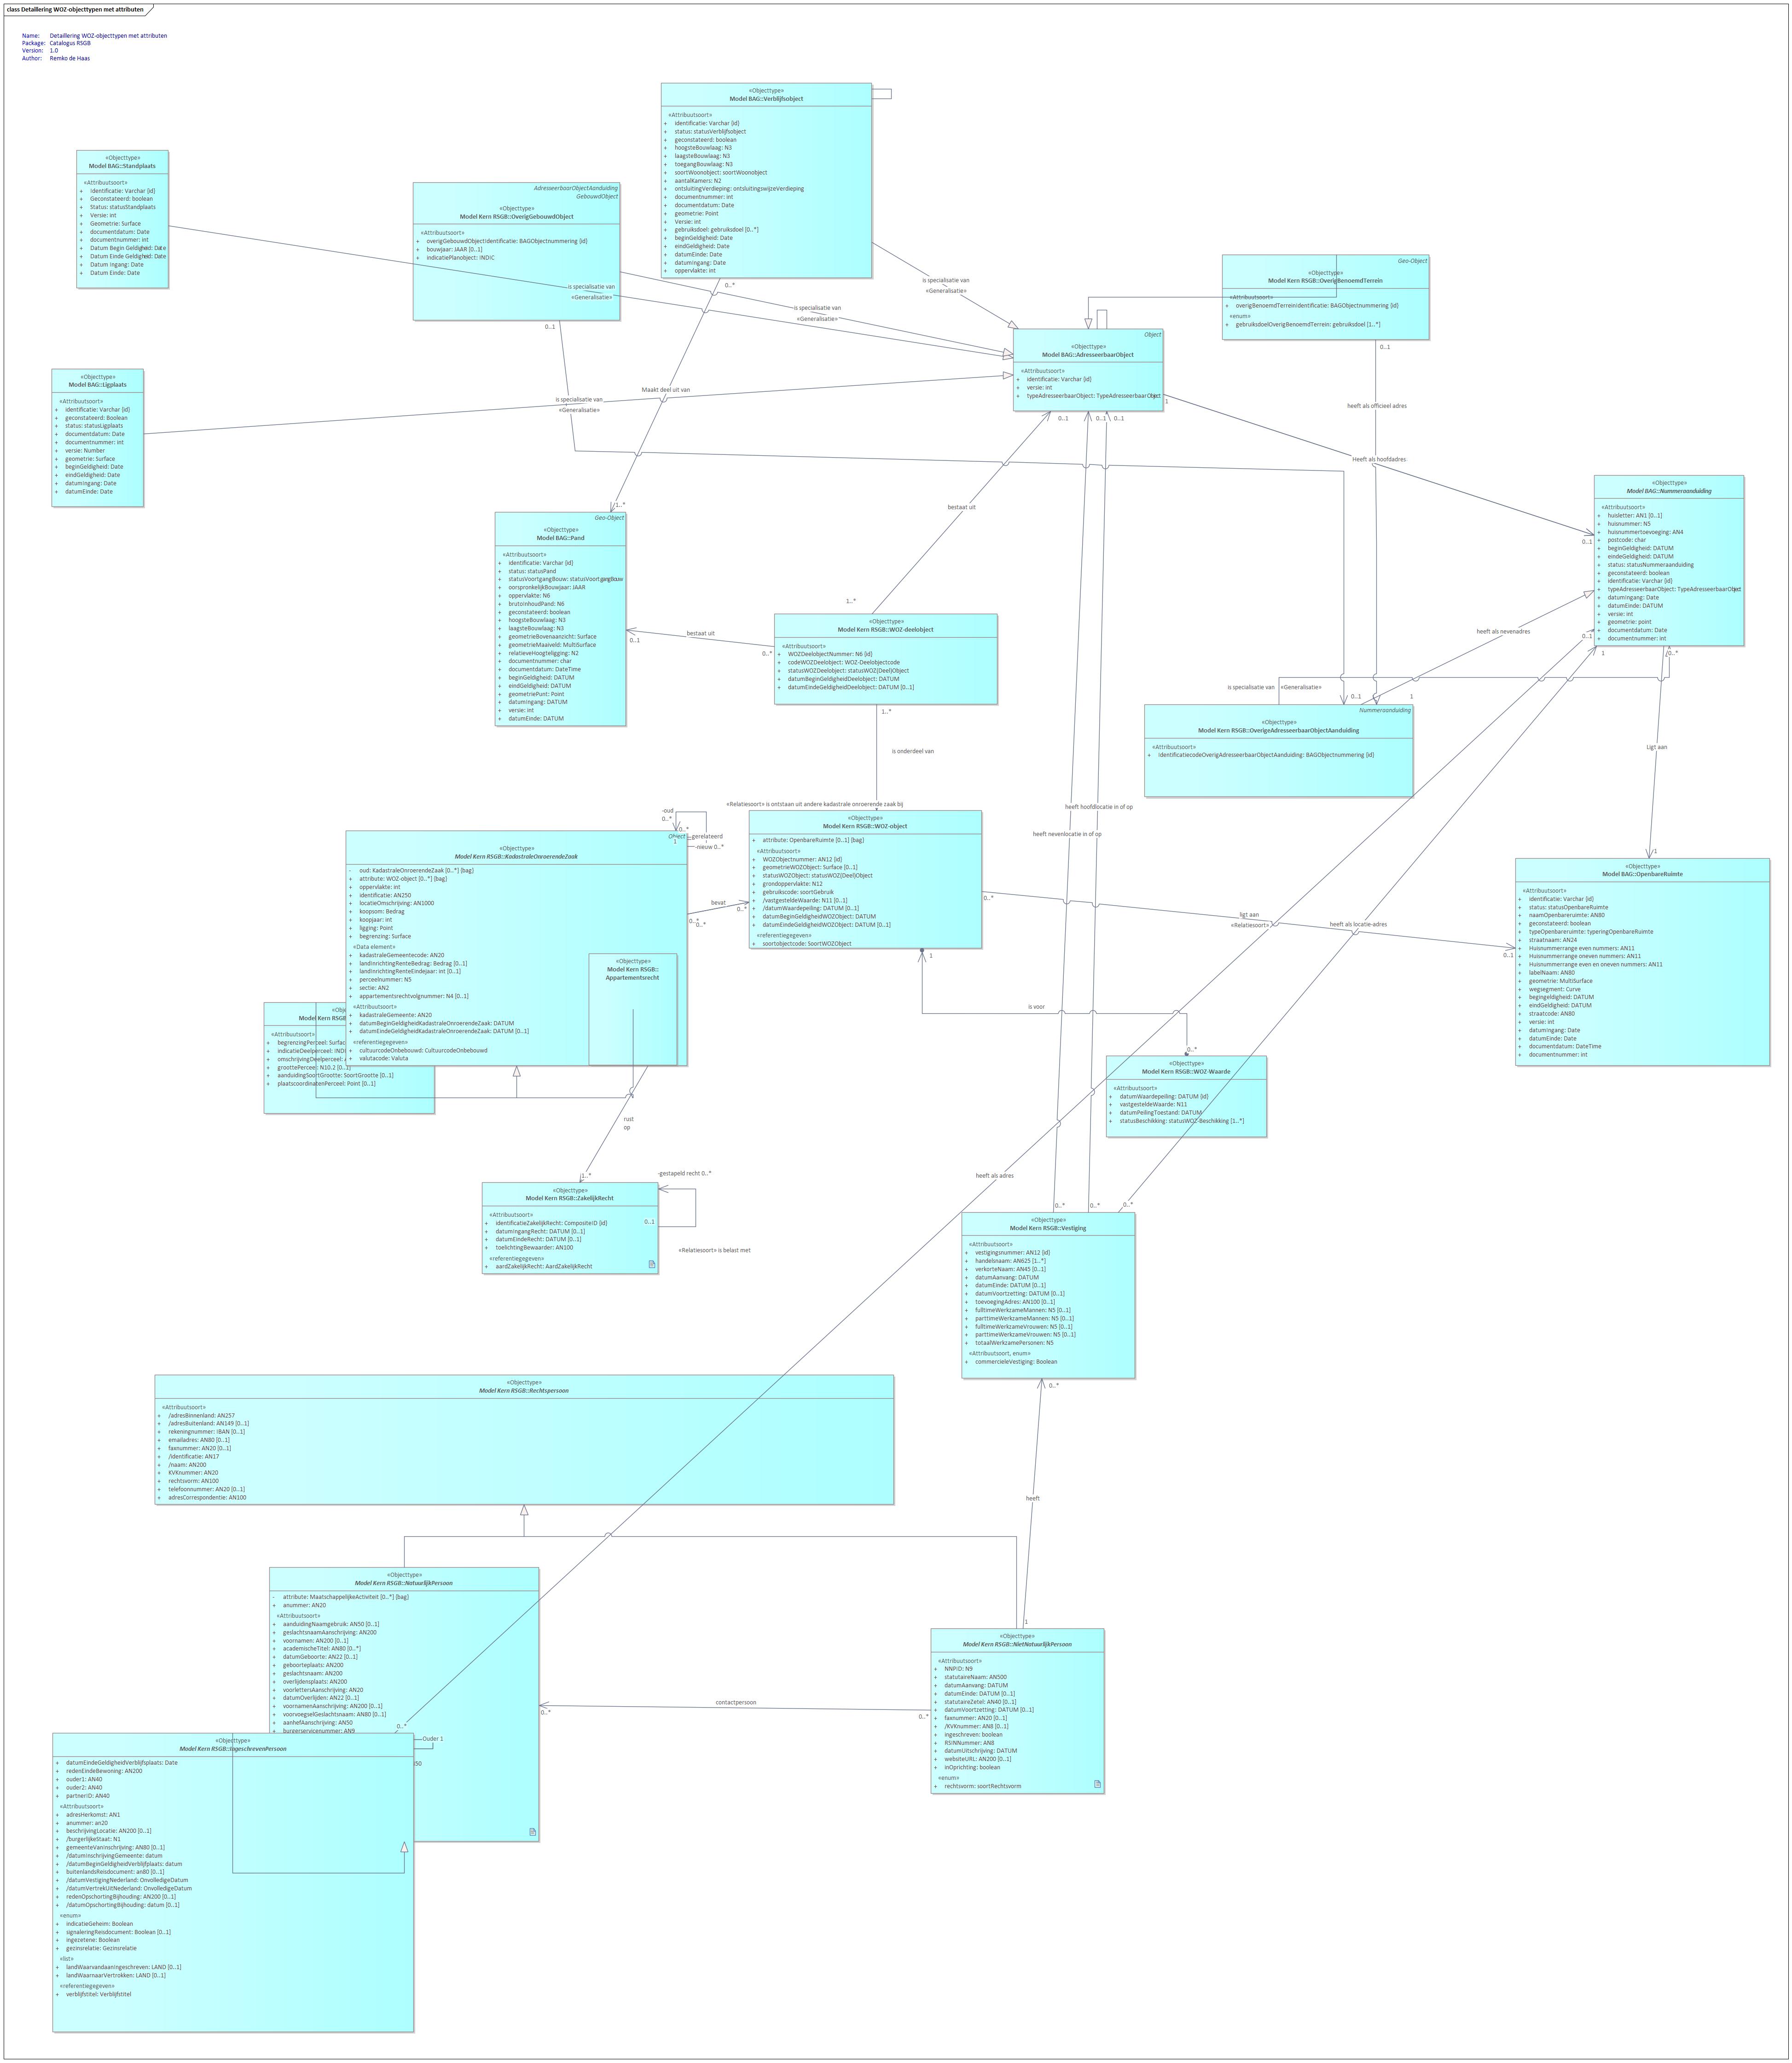 class Detaillering WOZ-objecttypen met attributen
Name: Detaillering WOZ-objecttypen met attributen
Package: Catalogus RSGB
Version: 1.0
Author: Remko de Haas
«Objecttype»
Model BAG::Verblijfsobject
«Attribuutsoort»
+ identificatie: Varchar {id}
+ status: statusVerblijfsobject
+ geconstateerd: boolean
+ hoogsteBouwlaag: N3
+ laagsteBouwlaag: N3
+ toegangBouwlaag: N3
+ soortWoonobject: soortWoonobject
+ aantalKamers: N2
+ ontsluitingVerdieping: ontsluitingswijzeVerdieping
+ documentnummer: int
+ documentdatum: Date
+ geometrie: Point
+ Versie: int
+ gebruiksdoel: gebruiksdoel [0..*]
+ beginGeldigheid: Date
+ eindGeldigheid: Date
+ datumEinde: Date
+ datumIngang: Date
+ oppervlakte: int
«Objecttype»
Model BAG::Standplaats
«Attribuutsoort»
+ Identificatie: Varchar {id}
+ Geconstateerd: boolean
+ Status: statusStandplaats
+ Versie: int
+ Geometrie: Surface
+ documentdatum: Date
+ documentnummer: int
+ Datum Begin Geldigheid: Date
+ Datum Einde Geldigheid: Date
+ Datum Ingang: Date
+ Datum Einde: Date
AdresseerbaarObjectAanduiding
GebouwdObject
«Objecttype»
Model Kern RSGB::OverigGebouwdObject
«Attribuutsoort»
+ overigGebouwdObjectIdentificatie: BAGObjectnummering {id}
+ bouwjaar: JAAR [0..1]
+ indicatiePlanobject: INDIC
Geo-Object
«Objecttype»
Model Kern RSGB::OverigBenoemdTerrein
«Attribuutsoort»
+ overigBenoemdTerreinIdentificatie: BAGObjectnummering {id}
«enum»
+ gebruiksdoelOverigBenoemdTerrein: gebruiksdoel [1..*]
is specialisatie van
«Generalisatie»
is specialisatie van
«Generalisatie»
is specialisatie van
«Generalisatie»
0..*
0..1
0..1
Object
«Objecttype»
Model BAG::AdresseerbaarObject
«Attribuutsoort»
+ identificatie: Varchar {id}
+ versie: int
+ typeAdresseerbaarObject: TypeAdresseerbaarObject
«Objecttype»
Model BAG::Ligplaats
«Attribuutsoort»
+ identificatie: Varchar {id}
+ geconstateerd: Boolean
+ status: statusLigplaats
+ documentdatum: Date
+ documentnummer: int
+ versie: Number
+ geometrie: Surface
+ beginGeldigheid: Date
+ eindGeldigheid: Date
+ datumIngang: Date
+ datumEinde: Date
Maakt deel uit van
is specialisatie van
«Generalisatie»
heeft als officieel adres
1
0..1
0..1
0..1
Heeft als hoofdadres
1..*
bestaat uit
Geo-Object
«Objecttype»
Model BAG::Pand
«Attribuutsoort»
+ identificatie: Varchar {id}
+ status: statusPand
+ statusVoortgangBouw: statusVoortgangBouw
+ oorspronkelijkBouwjaar: JAAR
+ oppervlakte: N6
+ brutoInhoudPand: N6
+ geconstateerd: boolean
+ hoogsteBouwlaag: N3
+ laagsteBouwlaag: N3
+ geometrieBovenaanzicht: Surface
+ geometrieMaaiveld: MultiSurface
+ relatieveHoogteligging: N2
+ documentnummer: char
+ documentdatum: DateTime
+ beginGeldigheid: DATUM
+ eindGeldigheid: DATUM
+ geometriePunt: Point
+ datumIngang: DATUM
+ versie: int
+ datumEinde: DATUM
«Objecttype»
Model BAG::Nummeraanduiding
«Attribuutsoort»
+ huisletter: AN1 [0..1]
+ huisnummer: N5
+ huisnummertoevoeging: AN4
+ postcode: char
+ beginGeldigheid: DATUM
+ eindeGeldigheid: DATUM
+ status: statusNummeraanduiding
+ geconstateerd: boolean
+ identificatie: Varchar {id}
+ typeAdresseerbaarObject: TypeAdresseerbaarObject
+ datumIngang: Date
+ datumEinde: DATUM
+ versie: int
+ geometrie: point
+ documentdatum: Date
+ documentnummer: int
0..1
0..1
1
0..*
1..*
«Objecttype»
Model Kern RSGB::WOZ-deelobject
«Attribuutsoort»
+ WOZDeelobjectNummer: N6 {id}
+ codeWOZDeelobject: WOZ-Deelobjectcode
+ statusWOZDeelobject: statusWOZ(Deel)Object
+ datumBeginGeldigheidDeelobject: DATUM
+ datumEindeGeldigheidDeelobject: DATUM [0..1]
bestaat uit
0..1
0..*
1..*
is onderdeel van
heeft als nevenadres
is specialisatie van
«Generalisatie»
0..1
1
Nummeraanduiding
«Objecttype»
Model Kern RSGB::OverigeAdresseerbaarObjectAanduiding
«Attribuutsoort»
+ identificatiecodeOverigAdresseerbaarObjectAanduiding: BAGObjectnummering {id}
Ligt aan
1
heeft hoofdlocatie in of op
heeft nevenlocatie in of op
«Relatiesoort» is ontstaan uit andere kadastrale onroerende zaak bij
-oud
0..*
0..*
1
-gerelateerd
-nieuw 0..*
Object
«Objecttype»
Model Kern RSGB::KadastraleOnroerendeZaak
- oud: KadastraleOnroerendeZaak [0..*] {bag}
+ attribute: WOZ-object [0..*] {bag}
+ oppervlakte: int
+ identificatie: AN250
+ locatieOmschrijving: AN1000
+ koopsom: Bedrag
+ koopjaar: int
+ ligging: Point
+ begrenzing: Surface
«Data element»
+ kadastraleGemeentecode: AN20
+ landInrichtingRenteBedrag: Bedrag [0..1]
+ landInrichtingRenteEindejaar: int [0..1]
+ perceelnummer: N5
+ sectie: AN2
+ appartementsrechtvolgnummer: N4 [0..1]
«Attribuutsoort»
+ kadastraleGemeente: AN20
+ datumBeginGeldigheidKadastraleOnroerendeZaak: DATUM
+ datumEindeGeldigheidKadastraleOnroerendeZaak: DATUM [0..1]
«referentiegegeven»
+ cultuurcodeOnbebouwd: CultuurcodeOnbebouwd
+ valutacode: Valuta
«Objecttype»
Model Kern RSGB::
Appartementsrecht
«Obje
Model Kern RSGB
«Attribuutsoort»
+ begrenzingPerceel: Surfac
+ indicatieDeelperceel: INDI
+ omschrijvingDeelperceel:
+ groottePerceel: N10.2 [0..1]
+ aanduidingSoortGrootte: SoortGrootte [0..1]
+ plaatscoordinatenPerceel: Point [0..1]
bevat
0..*
0..*
0..*
«Objecttype»
Model Kern RSGB::WOZ-object
+ attribute: OpenbareRuimte [0..1] {bag}
«Attribuutsoort»
+ WOZObjectnummer: AN12 {id}
+ geometrieWOZObject: Surface [0..1]
+ statusWOZObject: statusWOZ(Deel)Object
+ grondoppervlakte: N12
+ gebruikscode: soortGebruik
+ /vastgesteldeWaarde: N11 [0..1]
+ /datumWaardepeiling: DATUM [0..1]
+ datumBeginGeldigheidWOZObject: DATUM
+ datumEindeGeldigheidWOZObject: DATUM [0..1]
«referentiegegeven»
+ soortobjectcode: SoortWOZObject
0..*
ligt aan
«Relatiesoort»
heeft als locatie-adres
0..1
«Objecttype»
Model BAG::OpenbareRuimte
«Attribuutsoort»
+ identificatie: Varchar {id}
+ status: statusOpenbareRuimte
+ naamOpenbareruimte: AN80
+ geconstateerd: boolean
+ typeOpenbareruimte: typeringOpenbareRuimte
+ straatnaam: AN24
+ Huisnummerrange even nummers: AN11
+ Huisnummerrange oneven nummers: AN11
+ Huisnummerrange even en oneven nummers: AN11
+ labelNaam: AN80
+ geometrie: MultiSurface
+ wegsegment: Curve
+ begingeldigheid: DATUM
+ eindGeldigheid: DATUM
+ straatcode: AN80
+ versie: int
+ datumIngang: Date
+ datumEinde: Date
+ documentdatum: DateTime
+ documentnummer: int
1
is voor
0..*
«Objecttype»
Model Kern RSGB::WOZ-Waarde
«Attribuutsoort»
+ datumWaardepeiling: DATUM {id}
+ vastgesteldeWaarde: N11
+ datumPeilingToestand: DATUM
+ statusBeschikking: statusWOZ-Beschikking [1..*]
rust
op
1..*
-gestapeld recht 0..*
0..1
«Relatiesoort» is belast met
«Objecttype»
Model Kern RSGB::ZakelijkRecht
«Attribuutsoort»
+ identificatieZakelijkRecht: CompositeID {id}
+ datumIngangRecht: DATUM [0..1]
+ datumEindeRecht: DATUM [0..1]
+ toelichtingBewaarder: AN100
«referentiegegeven»
+ aardZakelijkRecht: AardZakelijkRecht
heeft als adres
0..*
0..*
0..*
«Objecttype»
Model Kern RSGB::Vestiging
«Attribuutsoort»
+ vestigingsnummer: AN12 {id}
+ handelsnaam: AN625 [1..*]
+ verkorteNaam: AN45 [0..1]
+ datumAanvang: DATUM
+ datumEinde: DATUM [0..1]
+ datumVoortzetting: DATUM [0..1]
+ toevoegingAdres: AN100 [0..1]
+ fulltimeWerkzameMannen: N5 [0..1]
+ parttimeWerkzameMannen: N5 [0..1]
+ fulltimeWerkzameVrouwen: N5 [0..1]
+ parttimeWerkzameVrouwen: N5 [0..1]
+ totaalWerkzamePersonen: N5
«Attribuutsoort, enum»
+ commercieleVestiging: Boolean
0..*
«Objecttype»
Model Kern RSGB::Rechtspersoon
«Attribuutsoort»
+ /adresBinnenland: AN257
+ /adresBuitenland: AN149 [0..1]
+ rekeningnummer: IBAN [0..1]
+ emailadres: AN80 [0..1]
+ faxnummer: AN20 [0..1]
+ /identificatie: AN17
+ /naam: AN200
+ KVKnummer: AN20
+ rechtsvorm: AN100
+ telefoonnummer: AN20 [0..1]
+ adresCorrespondentie: AN100
heeft
1
«Objecttype»
Model Kern RSGB::NatuurlijkPersoon
- attribute: MaatschappelijkeActiviteit [0..*] {bag}
+ anummer: AN20
«Attribuutsoort»
+ aanduidingNaamgebruik: AN50 [0..1]
+ geslachtsnaamAanschrijving: AN200
+ voornamen: AN200 [0..1]
+ academischeTitel: AN80 [0..*]
+ datumGeboorte: AN22 [0..1]
+ geboorteplaats: AN200
+ geslachtsnaam: AN200
+ overlijdensplaats: AN200
+ voorlettersAanschrijving: AN20
+ datumOverlijden: AN22 [0..1]
+ voornamenAanschrijving: AN200 [0..1]
+ voorvoegselGeslachtsnaam: AN80 [0..1]
+ aanhefAanschrijving: AN50
+ burgerservicenummer: AN9
0..*
Ouder 1
I50
contactpersoon
0..*
0..*
«Objecttype»
Model Kern RSGB::NietNatuurlijkPersoon
«Attribuutsoort»
+ NNPID: N9
+ statutaireNaam: AN500
+ datumAanvang: DATUM
+ datumEinde: DATUM [0..1]
+ statutaireZetel: AN40 [0..1]
+ datumVoortzetting: DATUM [0..1]
+ faxnummer: AN20 [0..1]
+ /KVKnummer: AN8 [0..1]
+ ingeschreven: boolean
+ RSINNummer: AN8
+ datumUitschrijving: DATUM
+ websiteURL: AN200 [0..1]
+ inOprichting: boolean
«enum»
+ rechtsvorm: soortRechtsvorm
«Objecttype»
Model Kern RSGB::IngeschrevenPersoon
+ datumEindeGeldigheidVerblijfsplaats: Date
+ redenEindeBewoning: AN200
+ ouder1: AN40
+ ouder2: AN40
+ partnerID: AN40
«Attribuutsoort»
+ adresHerkomst: AN1
+ anummer: an20
+ beschrijvingLocatie: AN200 [0..1]
+ /burgerlijkeStaat: N1
+ gemeenteVanInschrijving: AN80 [0..1]
+ /datumInschrijvingGemeente: datum
+ /datumBeginGeldigheidVerblijfplaats: datum
+ buitenlandsReisdocument: an80 [0..1]
+ /datumVestigingNederland: OnvolledigeDatum
+ /datumVertrekUitNederland: OnvolledigeDatum
+ redenOpschortingBijhouding: AN200 [0..1]
+ /datumOpschortingBijhouding: datum [0..1]
«enum»
+ indicatieGeheim: Boolean
+ signaleringReisdocument: Boolean [0..1]
+ ingezetene: Boolean
+ gezinsrelatie: Gezinsrelatie
«list»
+ landWaarvandaanIngeschreven: LAND [0..1]
+ landWaarnaarVertrokken: LAND [0..1]
«referentiegegeven»
+ verblijfstitel: Verblijfstitel